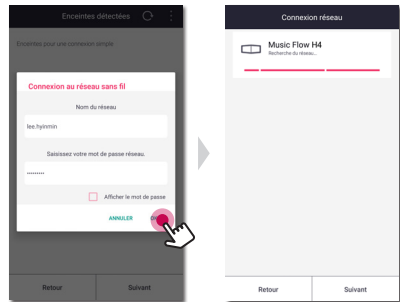 Enceintes détectées
Enceintes pour une connexion simple
Connexion au réseau sans fil
Nom du réseau
lee.hyinmin
Saisissez votre mot de passe réseau.
•••••••••
Afficher le mot de passe
ANNULER
Retour
Suivant
Connexion réseau
Music Flow H4
Recherche du réseau...
Retour
Suivant